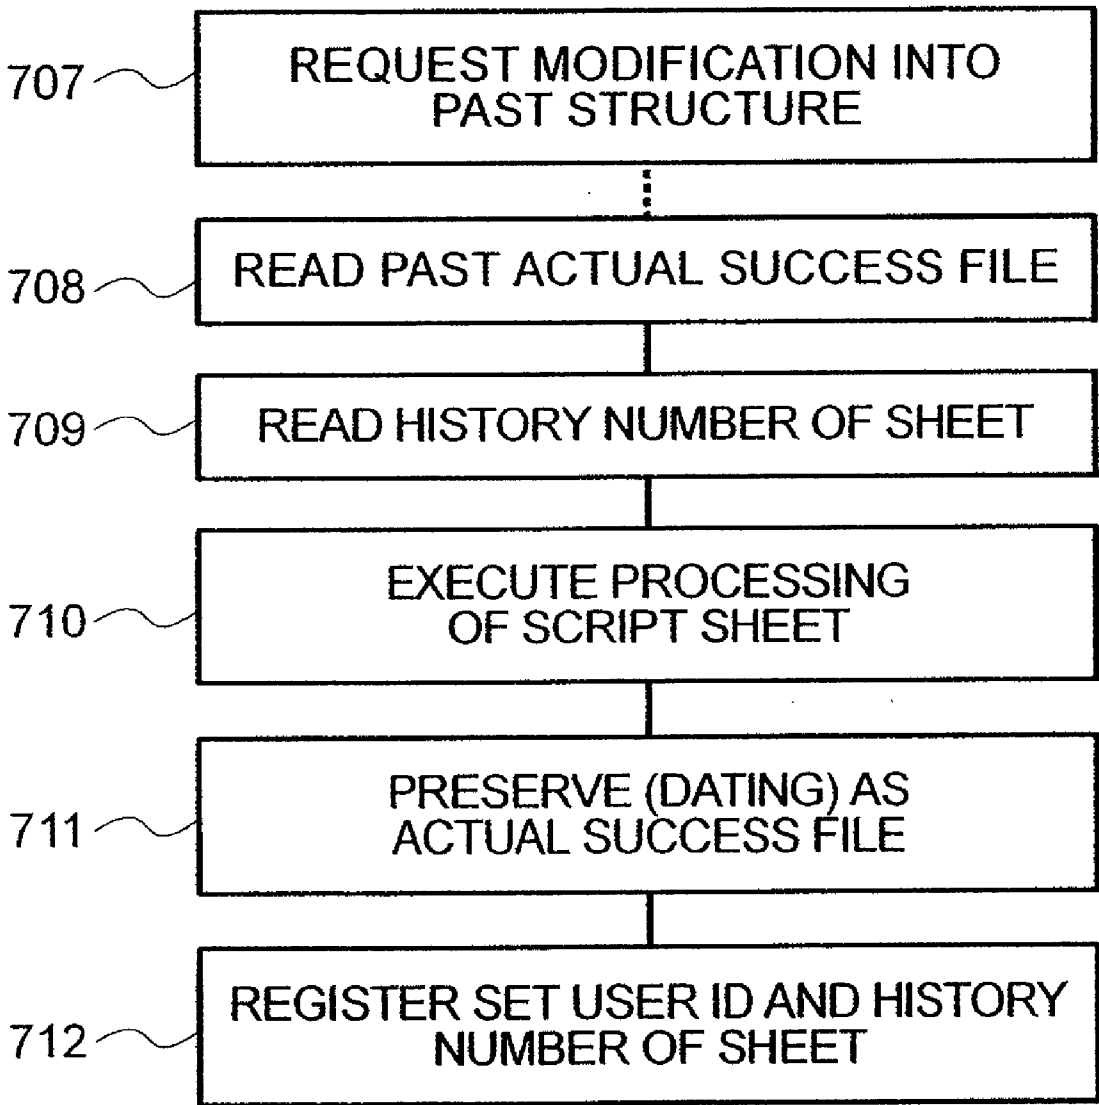 707
REQUEST MODIFICATION INTO
PAST STRUCTURE
708
READ PAST ACTUAL SUCCESS FILE
709
READ HISTORY NUMBER OF SHEET
710
EXECUTE PROCESSING
OF SCRIPT SHEET
711
PRESERVE (DATING) AS
ACTUAL SUCCESS FILE
712
REGISTER SET USER ID AND HISTORY
NUMBER OF SHEET